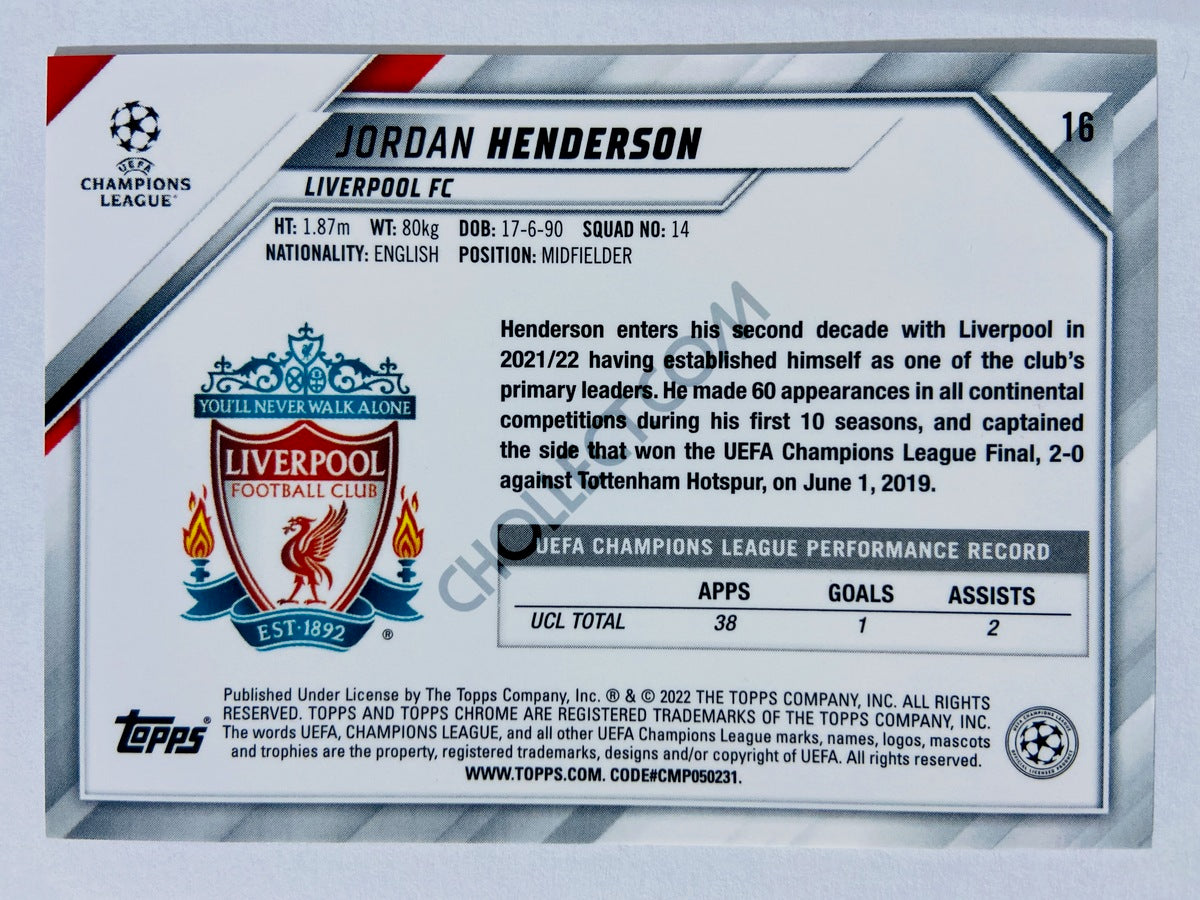 UEFA
CHAMPIONS
LEAGUE
JORDAN HENDERSON
16
LIVERPOOL FC
HT: 1.87m WT: 80kg DOB: 17-6-90 SQUAD NO: 14
NATIONALITY: ENGLISH POSITION: MIDFIELDER
YOU'LL NEVER WALK ALONE
LIVERPOOL
FOOTBALL CLUB
EST·1892
®
Henderson enters his second decade with Liverpool in
2021/22 having established himself as one of the club's
primary leaders. He made 60 appearances in all continental
competitions during his first 10 seasons, and captained
the side that won the UEFA Champions League Final, 2-0
against Tottenham Hotspur, on June 1, 2019.
CHOLLECT.COM
UEFA CHAMPIONS LEAGUE PERFORMANCE RECORD
APPS GOALS ASSISTS
UCL TOTAL 38 1 2
Topps®
Published Under License by The Topps Company, Inc. ® & © 2022 THE TOPPS COMPANY, INC. ALL RIGHTS
RESERVED. TOPPS AND TOPPS CHROME ARE REGISTERED TRADEMARKS OF THE TOPPS COMPANY, INC.
The words UEFA, CHAMPIONS LEAGUE, and all other UEFA Champions League marks, names, logos, mascots
and trophies are the property, registered trademarks, designs and/or copyright of UEFA. All rights reserved.
WWW.TOPPS.COM. CODE#CMP050231.
UEFA CHAMPIONS LEAGUE
OFFICIAL LICENSED PRODUCT